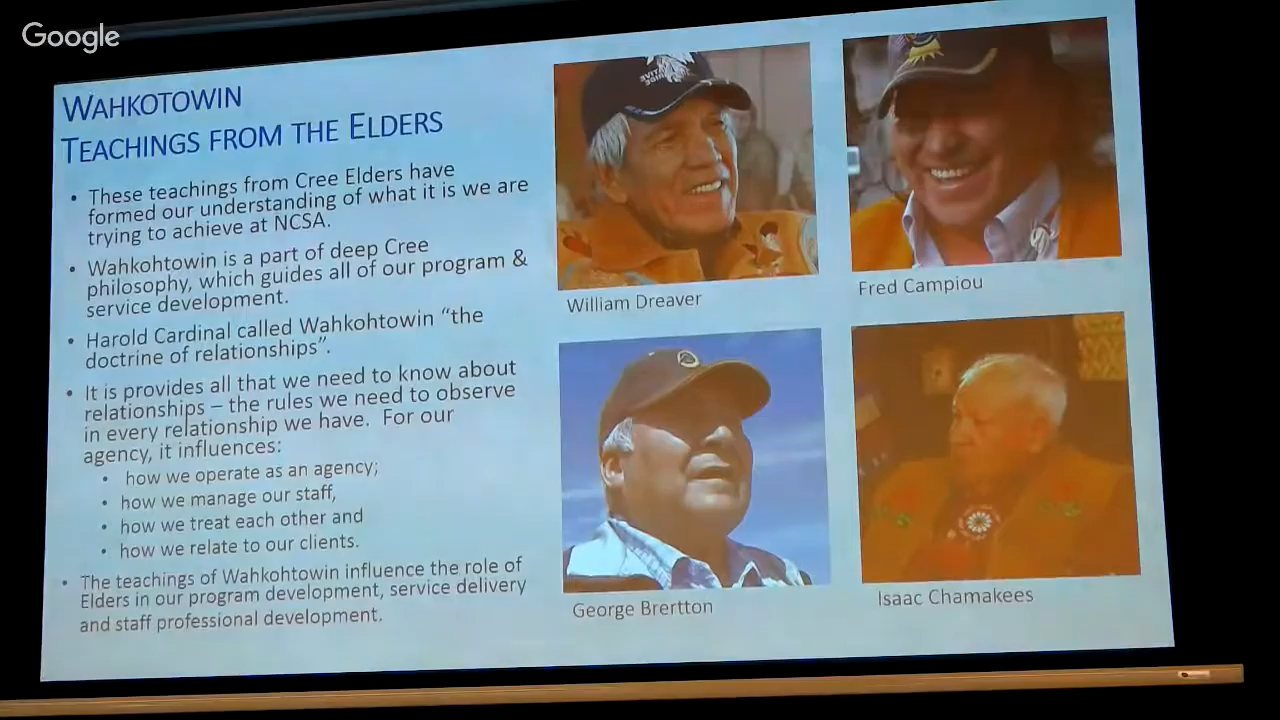 Google
WAHKOTOWIN
TEACHINGS FROM THE ELDERS
• These teachings from Cree Elders have
formed our understanding of what it is we are
trying to achieve at NCSA.
• Wahkohtowin is a part of deep Cree
philosophy, which guides all of our program &
service development.
• Harold Cardinal called Wahkohtowin “the
doctrine of relationships”.
• It is provides all that we need to know about
relationships – the rules we need to observe
in every relationship we have. For our
agency, it influences:
• how we operate as an agency;
• how we manage our staff,
• how we treat each other and
• how we relate to our clients.
• The teachings of Wahkohtowin influence the role of
Elders in our program development, service delivery
and staff professional development.
William Dreaver
Fred Campiou
George Brertton
Isaac Chamakees